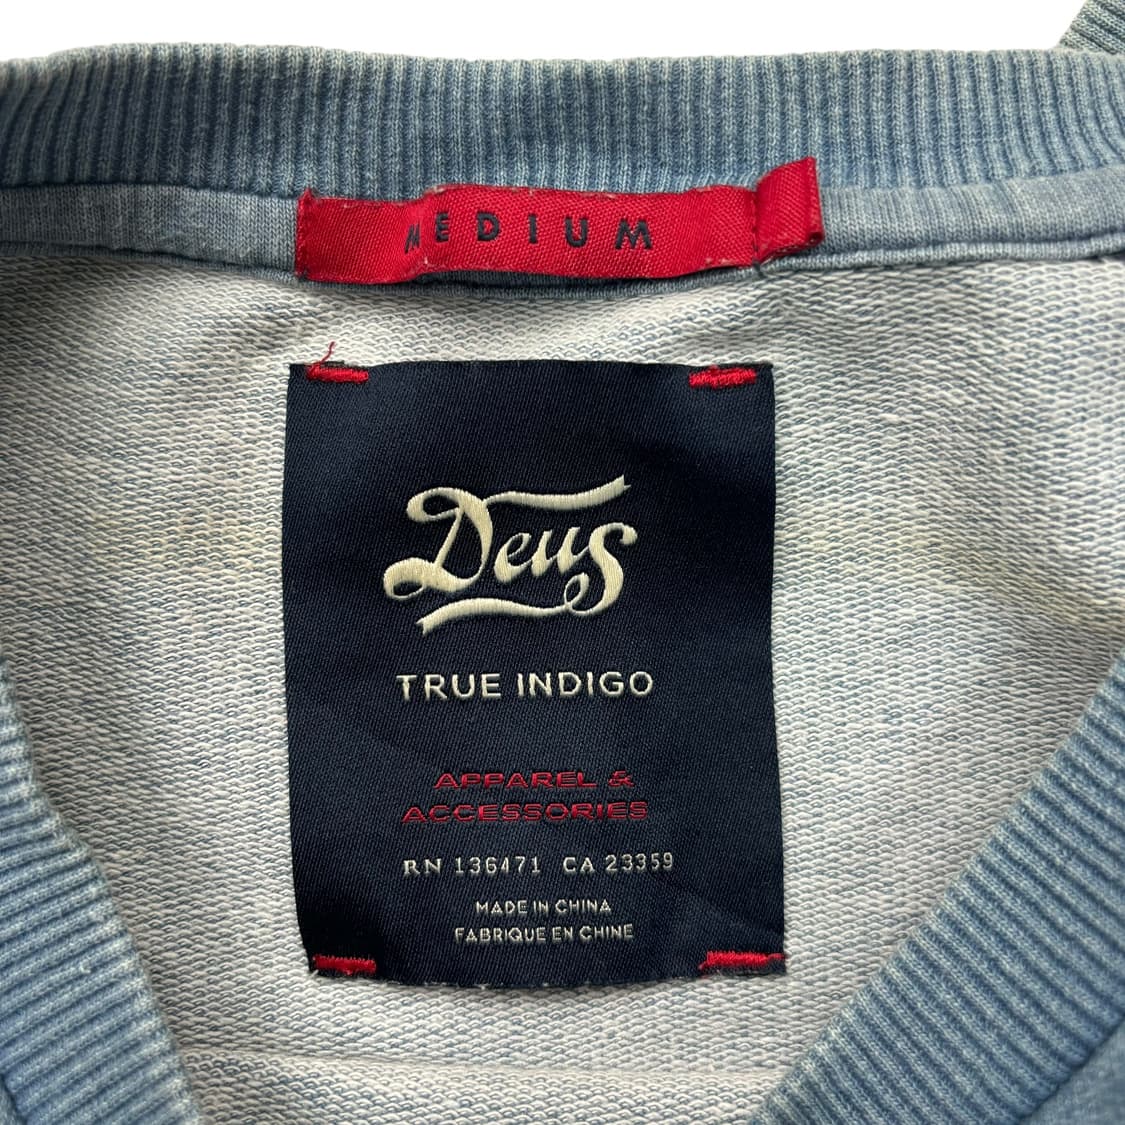 MEDIUM
Deus
TRUE INDIGO
APPAREL &
ACCESSORIES
RN 136471 CA 23359
MADE IN CHINA
FABRIQUE EN CHINE